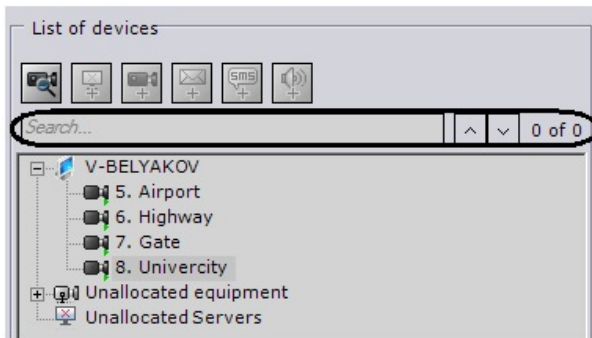 List of devices
SMS
Search...
0 of 0
V-BELYAKOV
5. Airport
6. Highway
7. Gate
8. Univercity
Unallocated equipment
Unallocated Servers